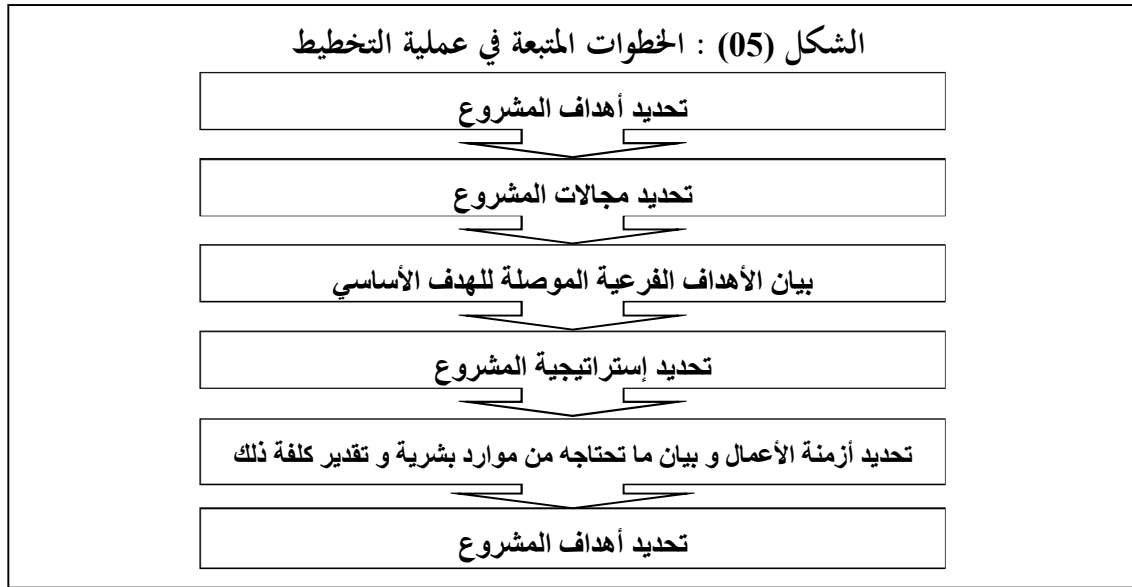 الشكل (05) : الخطوات المتبعة في عملية التخطيط
تحديد أهداف المشروع
تحديد مجالات المشروع
بيان الأهداف الفرعية الموصلة للهدف الأساسي
تحديد إستراتيجية المشروع
تحديد أزمنة الأعمال و بيان ما تحتاجه من موارد بشرية و تقدير كلفة ذلك
تحديد أهداف المشروع